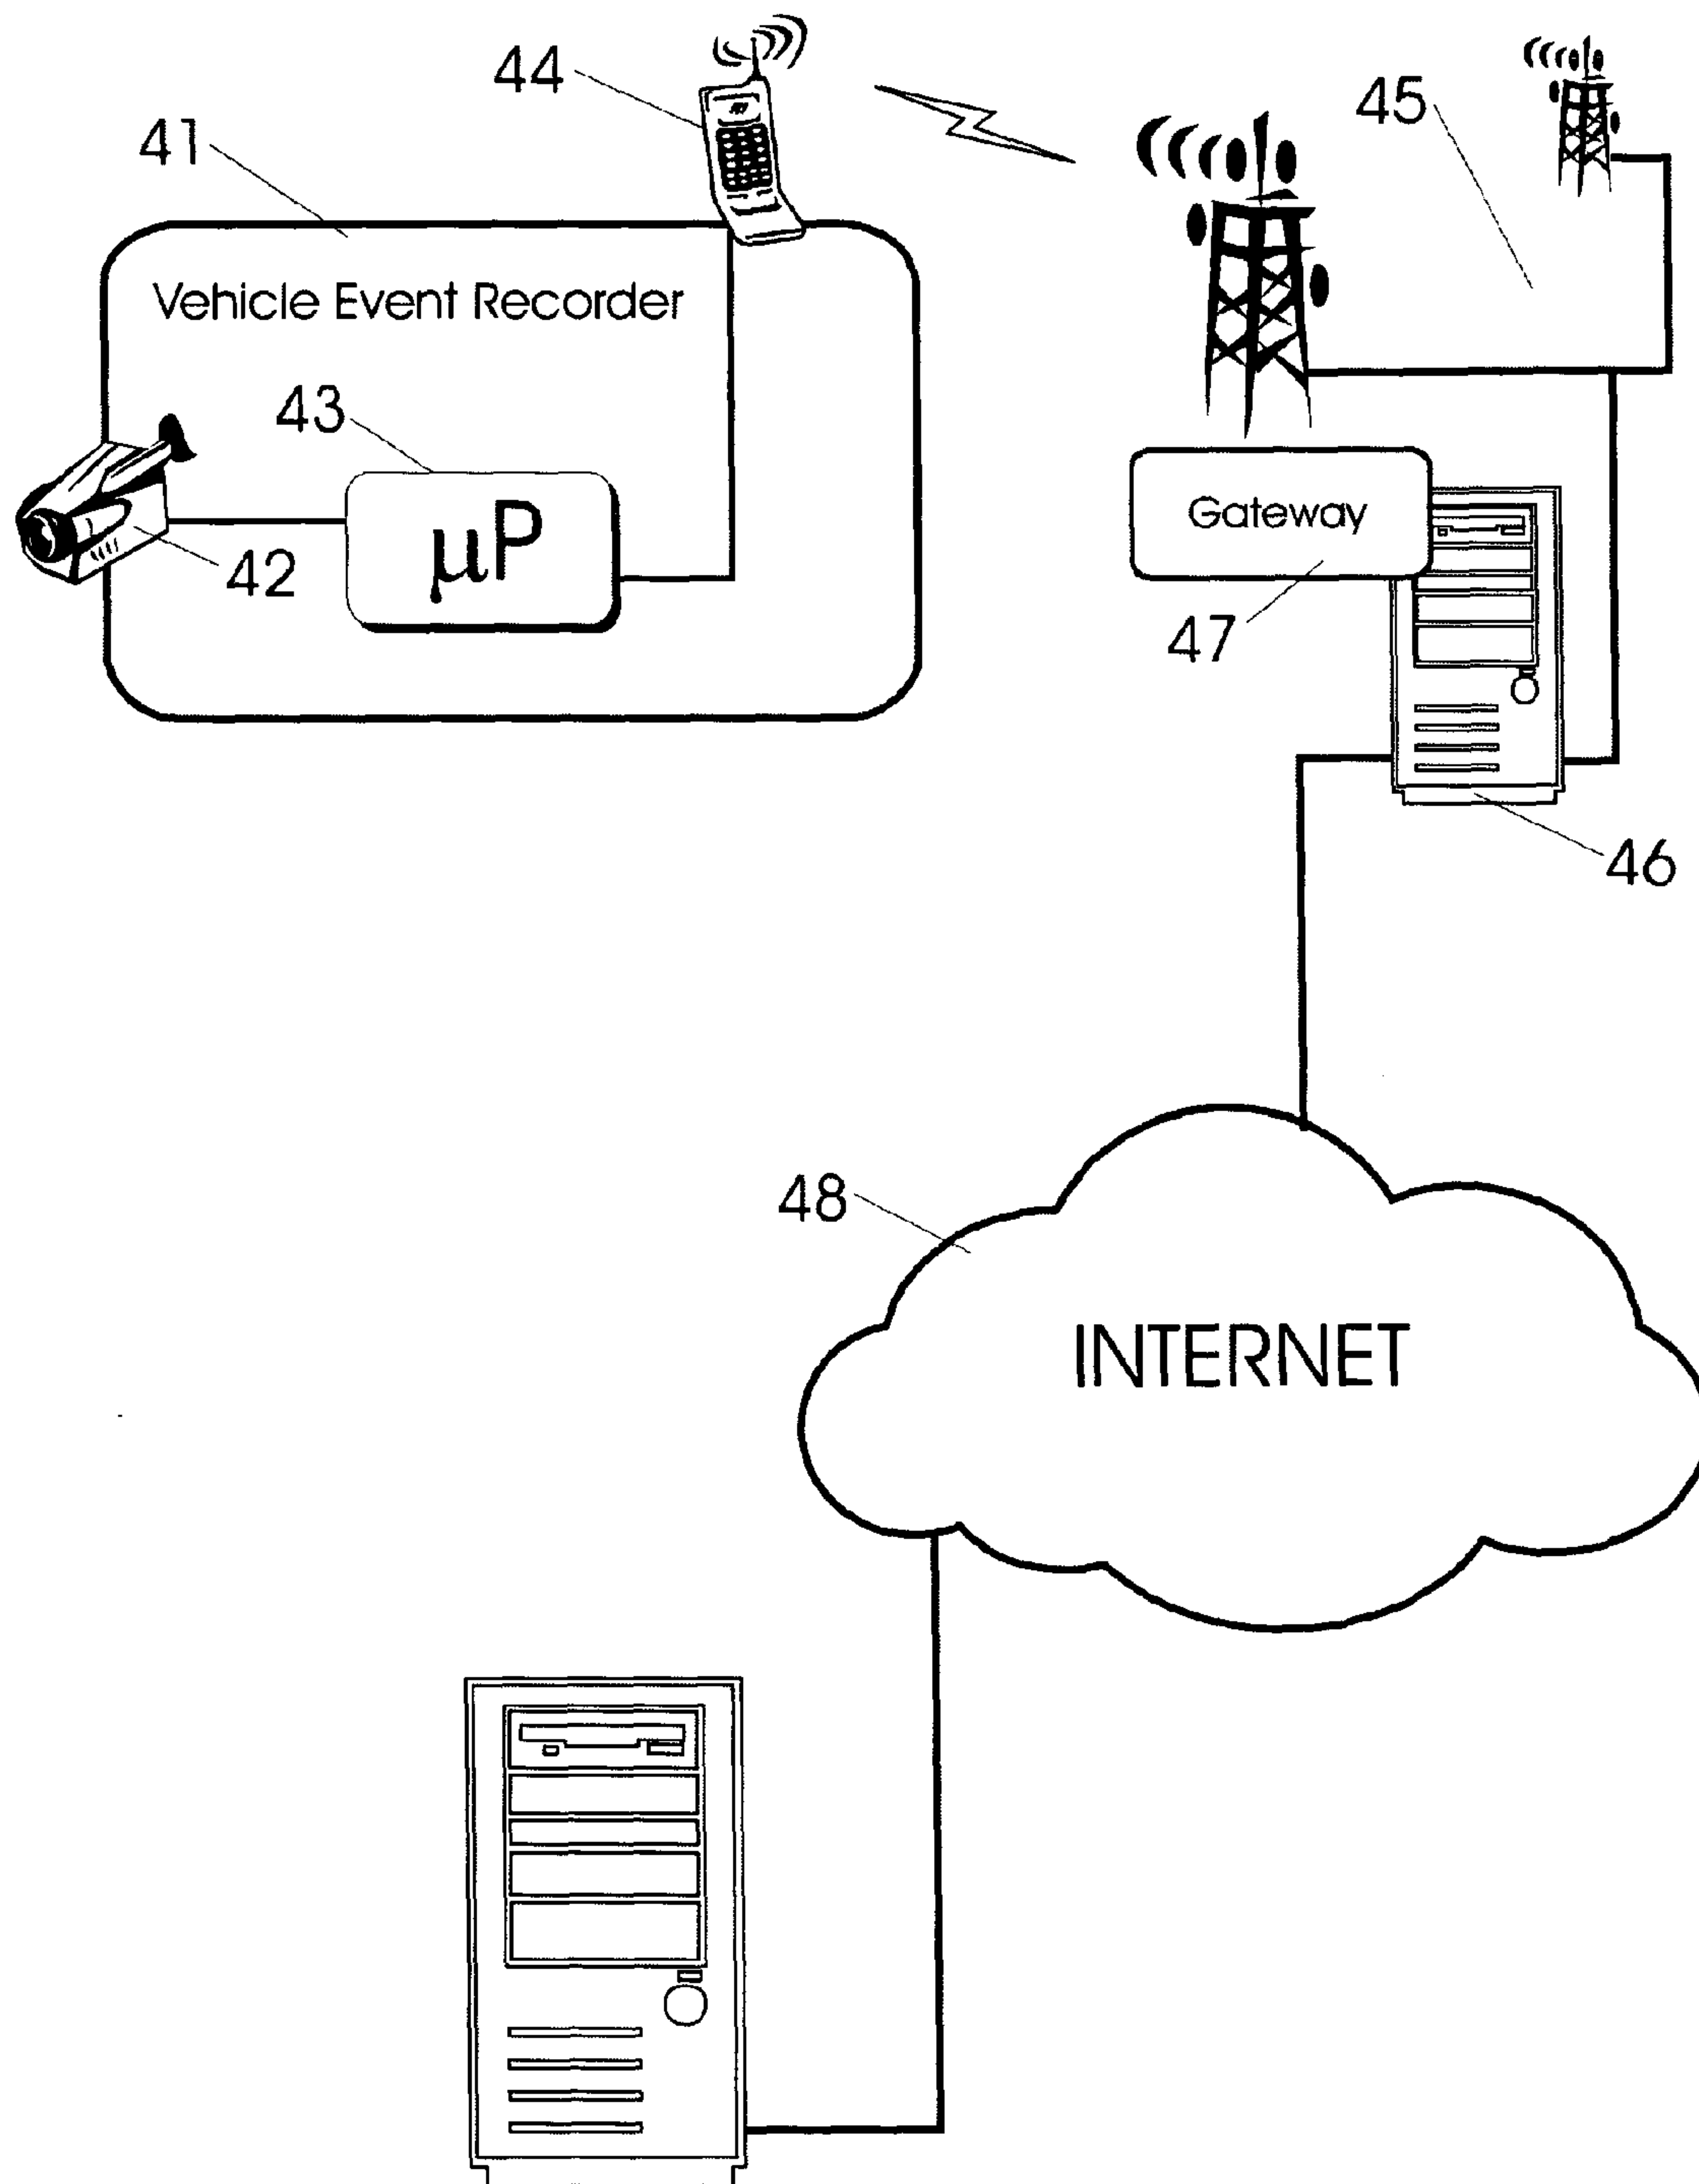 44
45
41
Vehicle Event Recorder
43
μP
42
Gateway
47
46
48
INTERNET